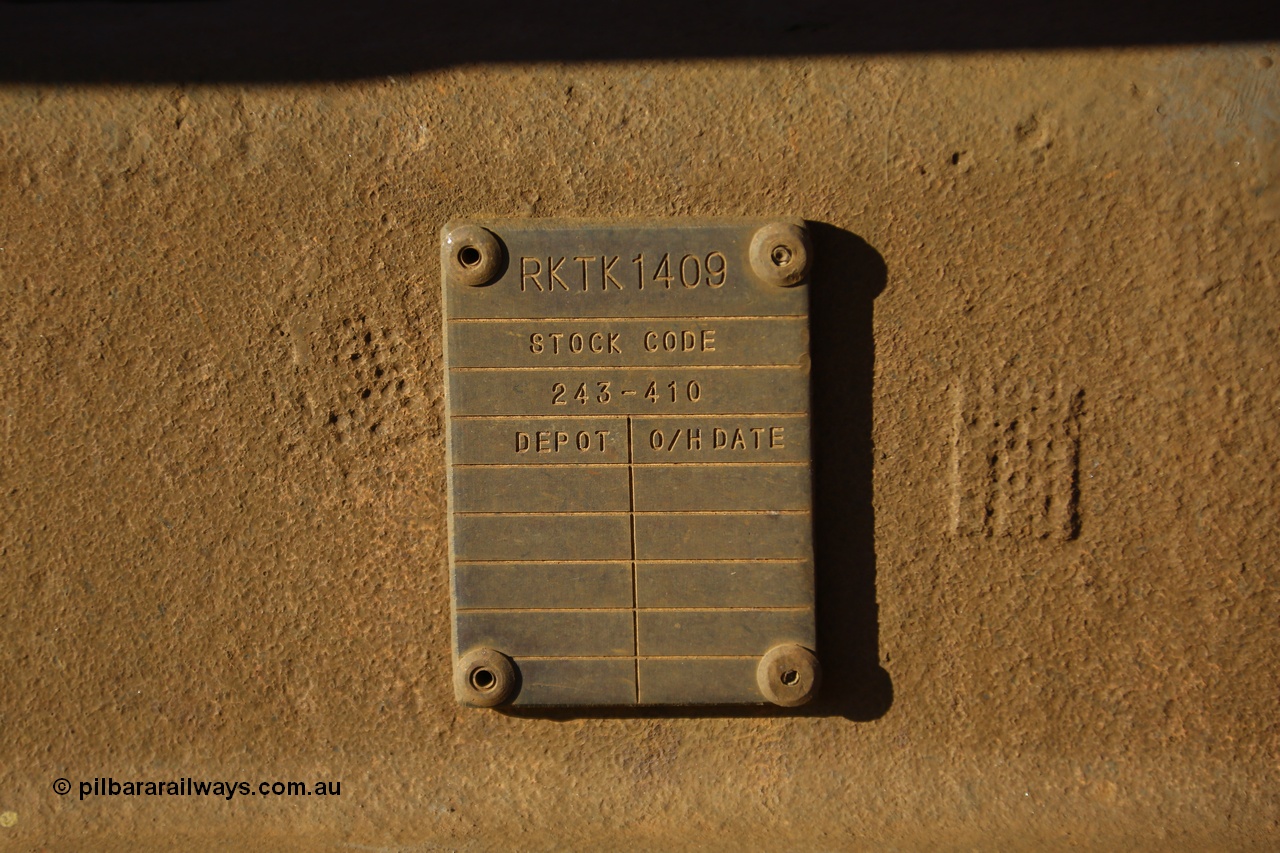 RKTK1409
STOCK CODE
243-410
DEPOT O/H DATE
© pilbararailways.com.au